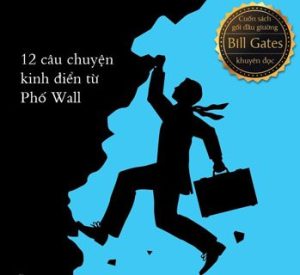 12 câu chuyện
kinh điển từ
Phố Wall
Cuốn sách
gối đầu giường
Bill Gates
khuyên đọc